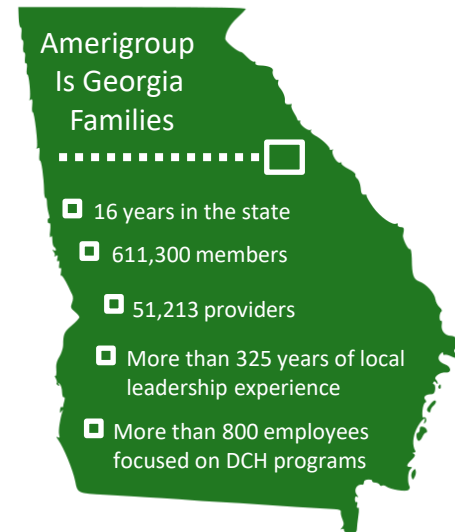 Amerigroup
Is Georgia
Families
16 years in the state
611,300 members
51,213 providers
More than 325 years of local
leadership experience
More than 800 employees
focused on DCH programs